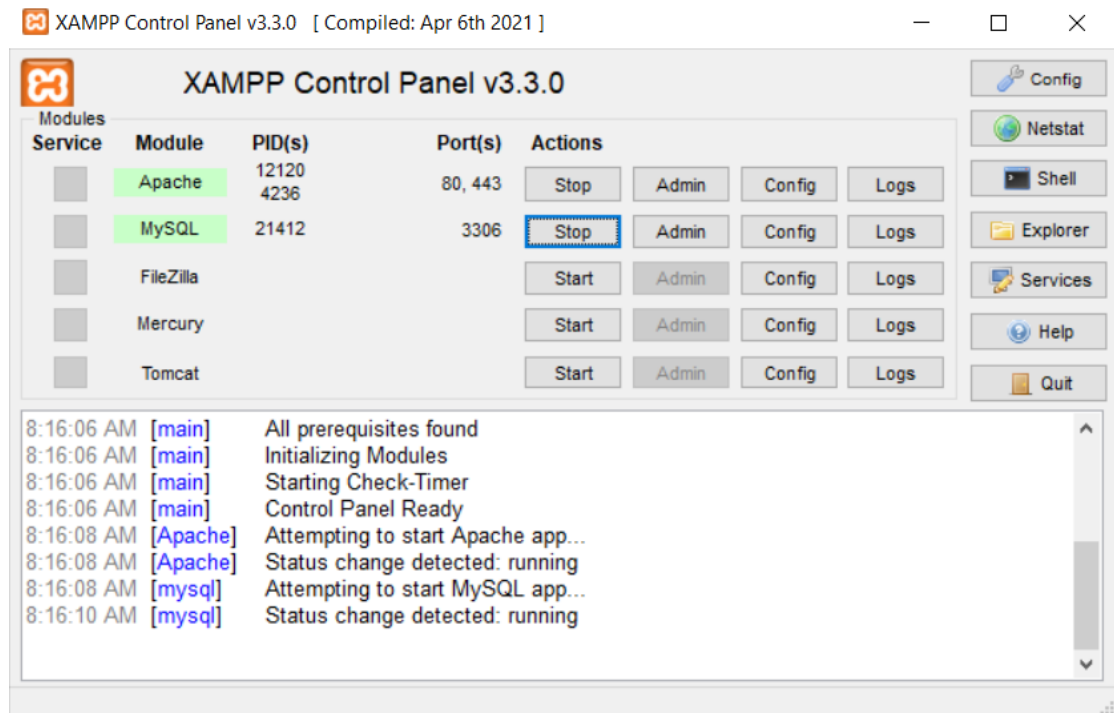 XAMPP Control Panel v3.3.0 [ Compiled: Apr 6th 2021 ]
XAMPP Control Panel v3.3.0
Config
Modules
Service Module PID(s) Port(s) Actions
Netstat
Apache 12120 4236 80, 443 Stop Admin Config Logs
Shell
MySQL 21412 3306 Stop Admin Config Logs
Explorer
FileZilla Start Admin Config Logs
Services
Mercury Start Admin Config Logs
Help
Tomcat Start Admin Config Logs
Quit
8:16:06 AM [main] All prerequisites found
8:16:06 AM [main] Initializing Modules
8:16:06 AM [main] Starting Check-Timer
8:16:06 AM [main] Control Panel Ready
8:16:08 AM [Apache] Attempting to start Apache app...
8:16:08 AM [Apache] Status change detected: running
8:16:08 AM [mysql] Attempting to start MySQL app...
8:16:10 AM [mysql] Status change detected: running